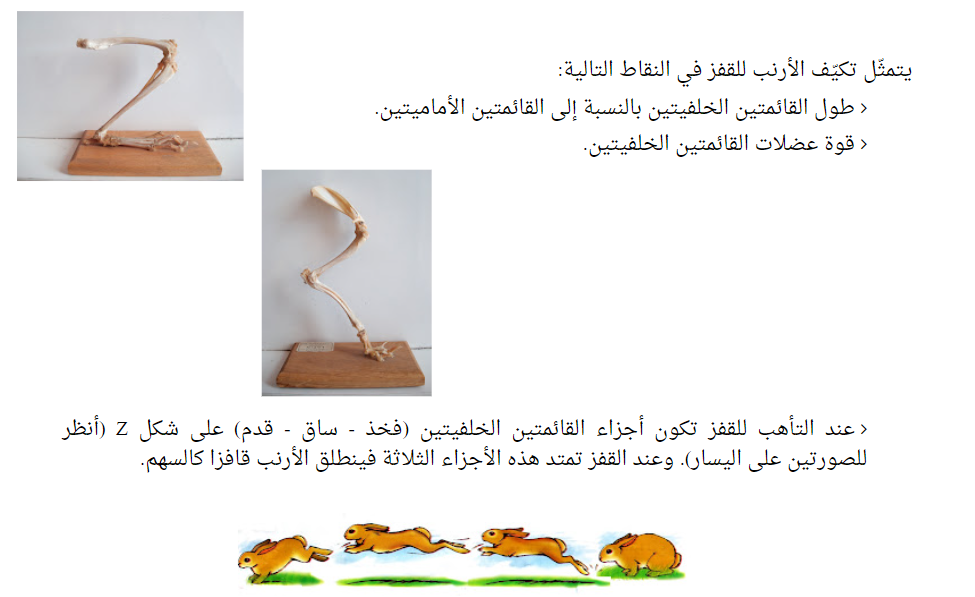 يتمثّل تكيّف الأرنب للقفز في النقاط التالية:
› طول القائمتين الخلفيتين بالنسبة إلى القائمتين الأماميتين.
› قوة عضلات القائمتين الخلفيتين.
› عند التأهب للقفز تكون أجزاء القائمتين الخلفيتين (فخذ - ساق - قدم) على شكل Z (أنظر
للصورتين على اليسار). وعند القفز تمتد هذه الأجزاء الثلاثة فينطلق الأرنب قافزا كالسهم.